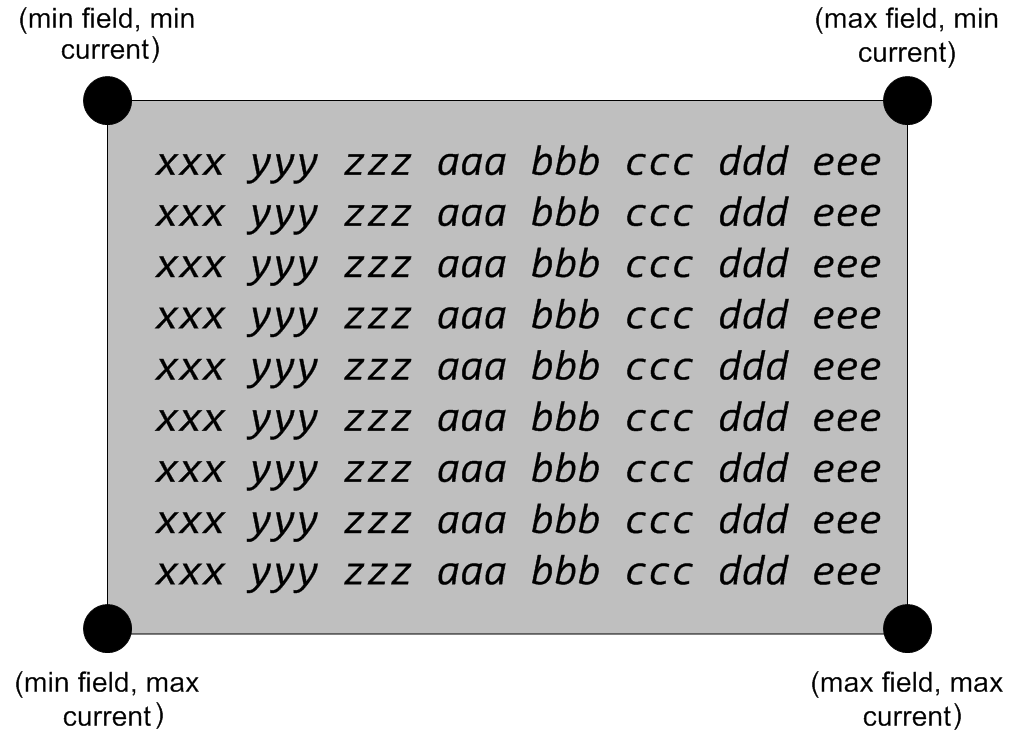 (min field, min
current)
(max field, min
current)
xxx yyy zzz aaa bbb ccc ddd eee
xxx yyy zzz aaa bbb ccc ddd eee
xxx yyy zzz aaa bbb ccc ddd eee
xxx yyy zzz aaa bbb ccc ddd eee
xxx yyy zzz aaa bbb ccc ddd eee
xxx yyy zzz aaa bbb ccc ddd eee
xxx yyy zzz aaa bbb ccc ddd eee
xxx yyy zzz aaa bbb ccc ddd eee
xxx yyy zzz aaa bbb ccc ddd eee
(min field, max
current)
(max field, max
current)